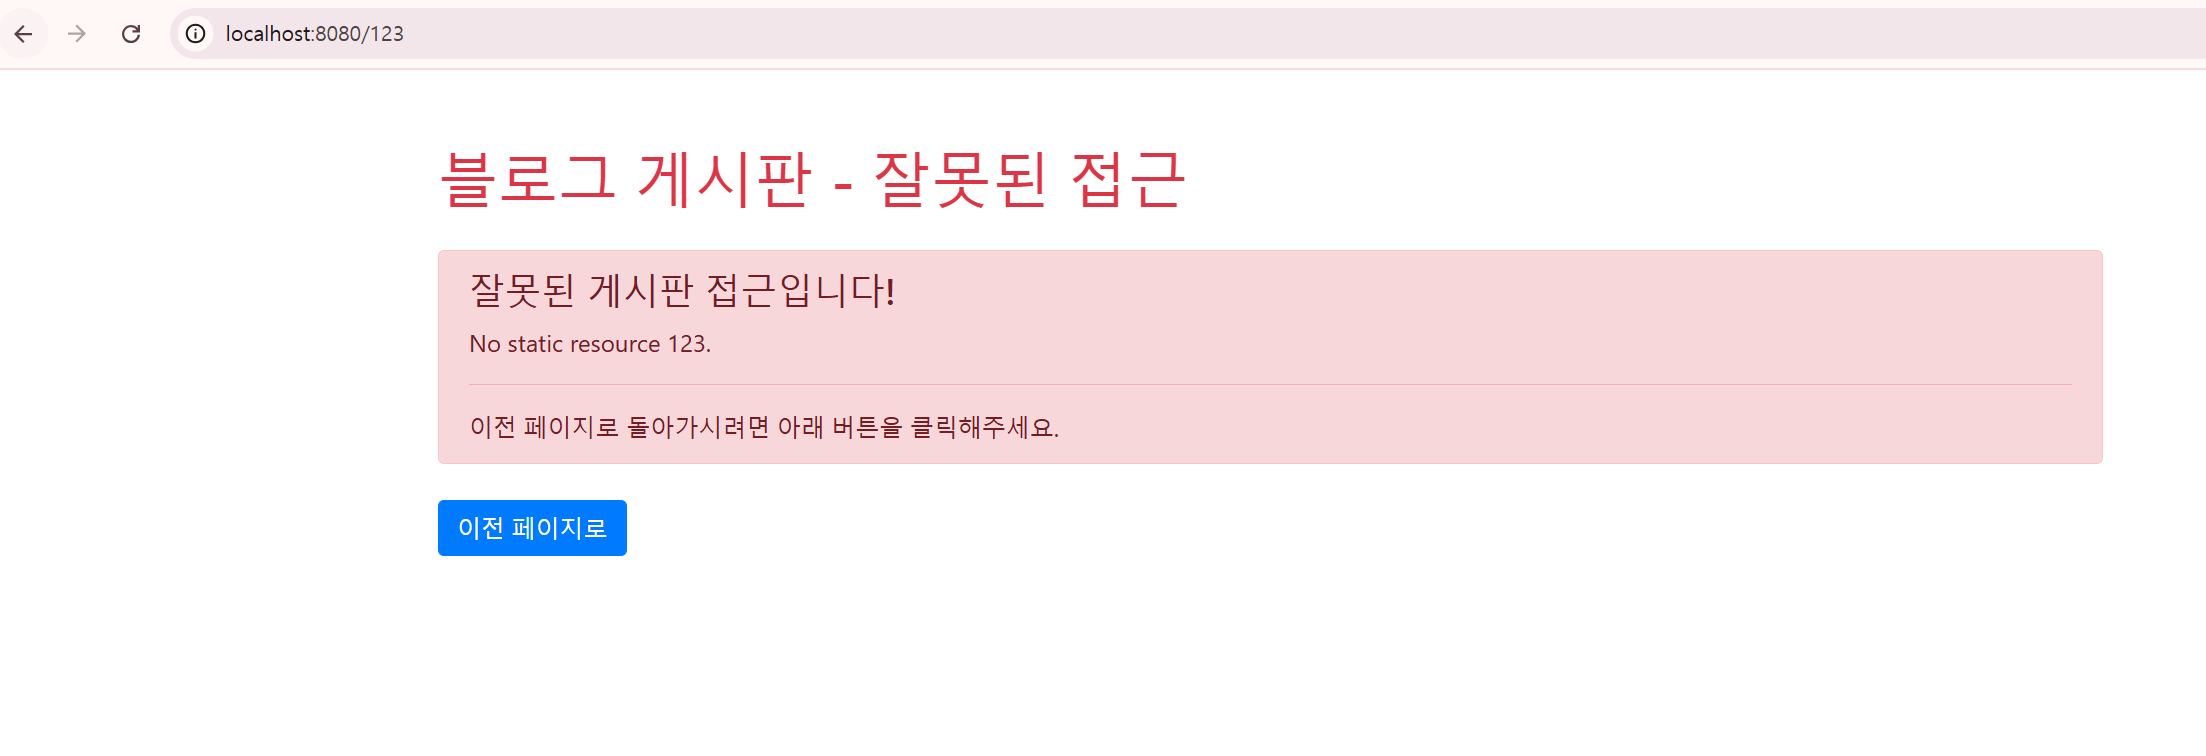 localhost:8080/123
블로그 게시판 - 잘못된 접근
잘못된 게시판 접근입니다!
No static resource 123.
이전 페이지로 돌아가시려면 아래 버튼을 클릭해주세요.
이전 페이지로